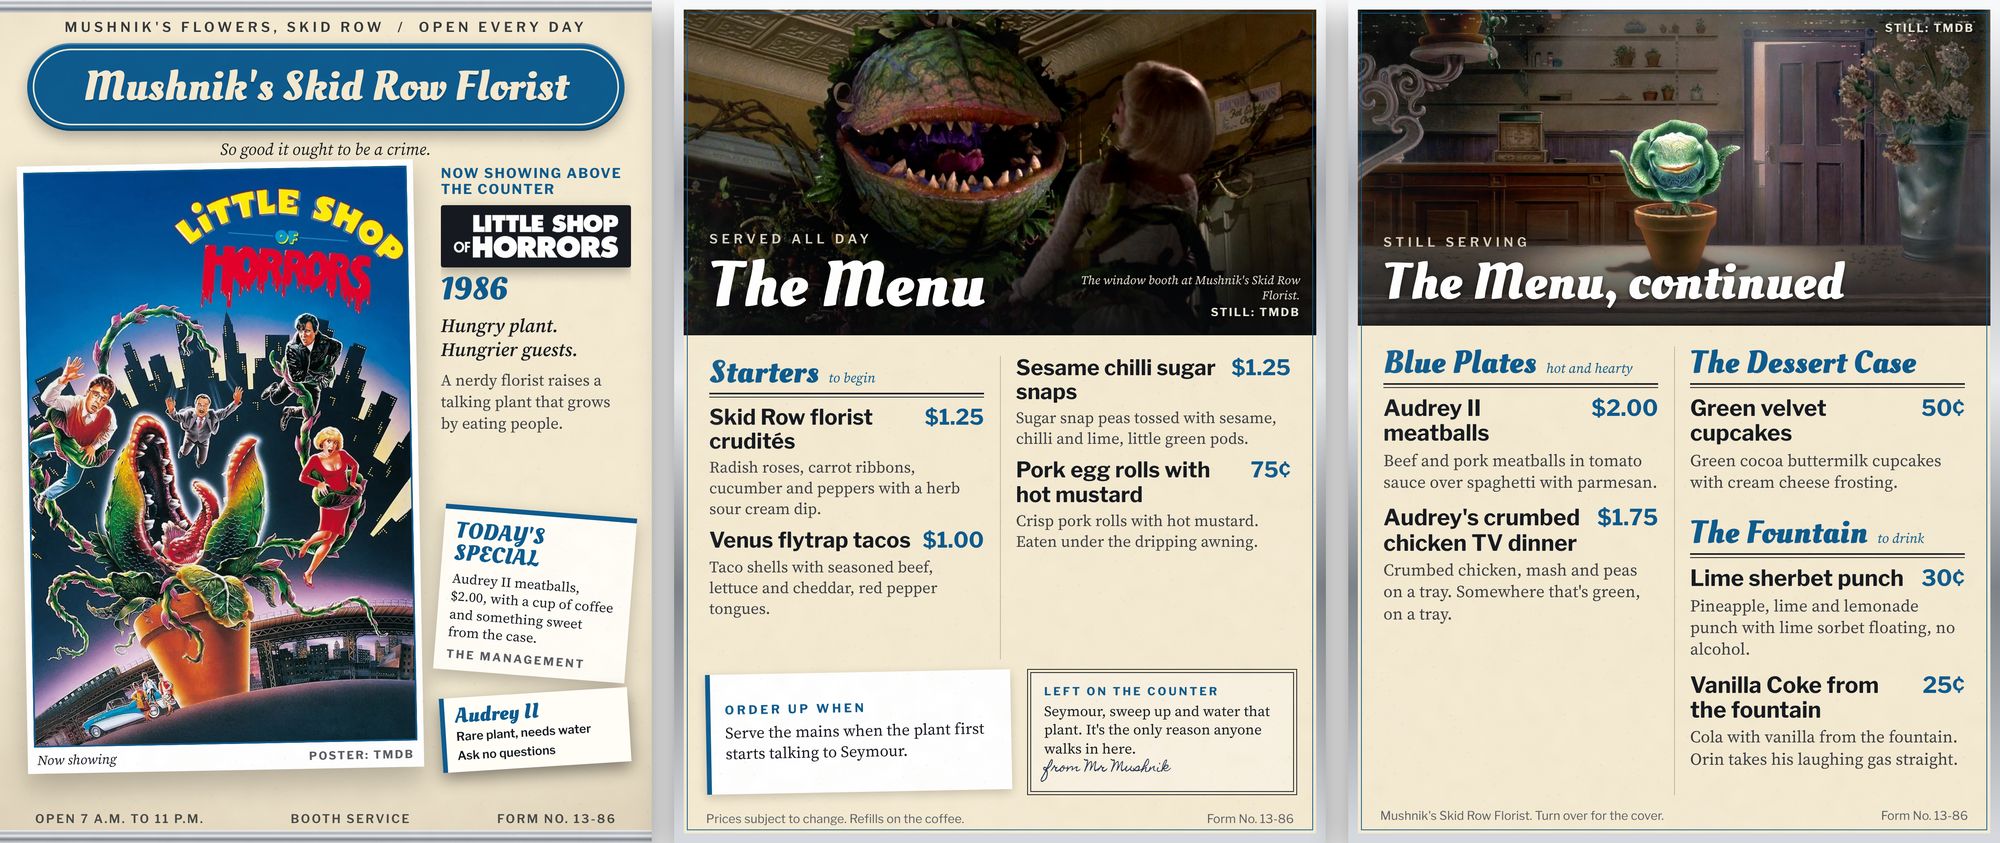 MUSHNIK'S FLOWERS, SKID ROW / OPEN EVERY DAY
Mushnik's Skid Row Florist
So good it ought to be a crime.
LiTTLE SHOP
OF
HORRORS
Now showing
POSTER: TMDB
NOW SHOWING ABOVE
THE COUNTER
LITTLE SHOP
OF HORRORS
1986
Hungry plant.
Hungrier guests.
A nerdy florist raises a
talking plant that grows
by eating people.
TODAY'S
SPECIAL
Audrey II meatballs,
$2.00, with a cup of coffee
and something sweet
from the case.
THE MANAGEMENT
Audrey II
Rare plant, needs water
Ask no questions
OPEN 7 A.M. TO 11 P.M.
BOOTH SERVICE
FORM NO. 13-86
SERVED ALL DAY
The Menu
The window booth at Mushnik's Skid Row
Florist.
STILL: TMDB
Starters to begin
Skid Row florist $1.25
crudités
Radish roses, carrot ribbons,
cucumber and peppers with a herb
sour cream dip.
Venus flytrap tacos $1.00
Taco shells with seasoned beef,
lettuce and cheddar, red pepper
tongues.
Sesame chilli sugar $1.25
snaps
Sugar snap peas tossed with sesame,
chilli and lime, little green pods.
Pork egg rolls with 75¢
hot mustard
Crisp pork rolls with hot mustard.
Eaten under the dripping awning.
ORDER UP WHEN
Serve the mains when the plant first
starts talking to Seymour.
LEFT ON THE COUNTER
Seymour, sweep up and water that
plant. It's the only reason anyone
walks in here.
from Mr Mushnik
Prices subject to change. Refills on the coffee.
Form No. 13-86
STILL: TMDB
STILL SERVING
The Menu, continued
Blue Plates hot and hearty
Audrey II $2.00
meatballs
Beef and pork meatballs in tomato
sauce over spaghetti with parmesan.
Audrey's crumbed $1.75
chicken TV dinner
Crumbed chicken, mash and peas
on a tray. Somewhere that's green,
on a tray.
The Dessert Case
Green velvet 50¢
cupcakes
Green cocoa buttermilk cupcakes
with cream cheese frosting.
The Fountain to drink
Lime sherbet punch 30¢
Pineapple, lime and lemonade
punch with lime sorbet floating, no
alcohol.
Vanilla Coke from 25¢
the fountain
Cola with vanilla from the fountain.
Orin takes his laughing gas straight.
Mushnik's Skid Row Florist. Turn over for the cover.
Form No. 13-86